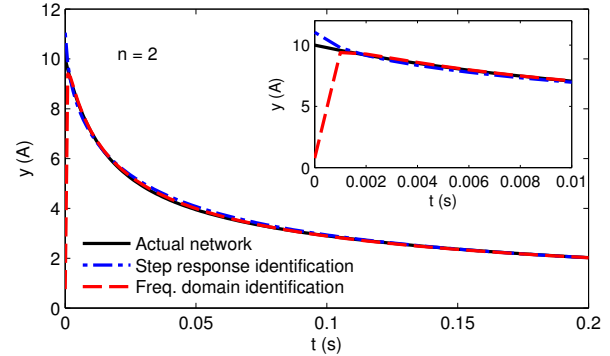 12
10
8
6
4
2
0
y (A)
n = 2
10
5
0
y (A)
0
0.002
0.004
0.006
0.008
0.01
t (s)
Actual network
Step response identification
Freq. domain identification
0
0.05
0.1
0.15
0.2
t (s)